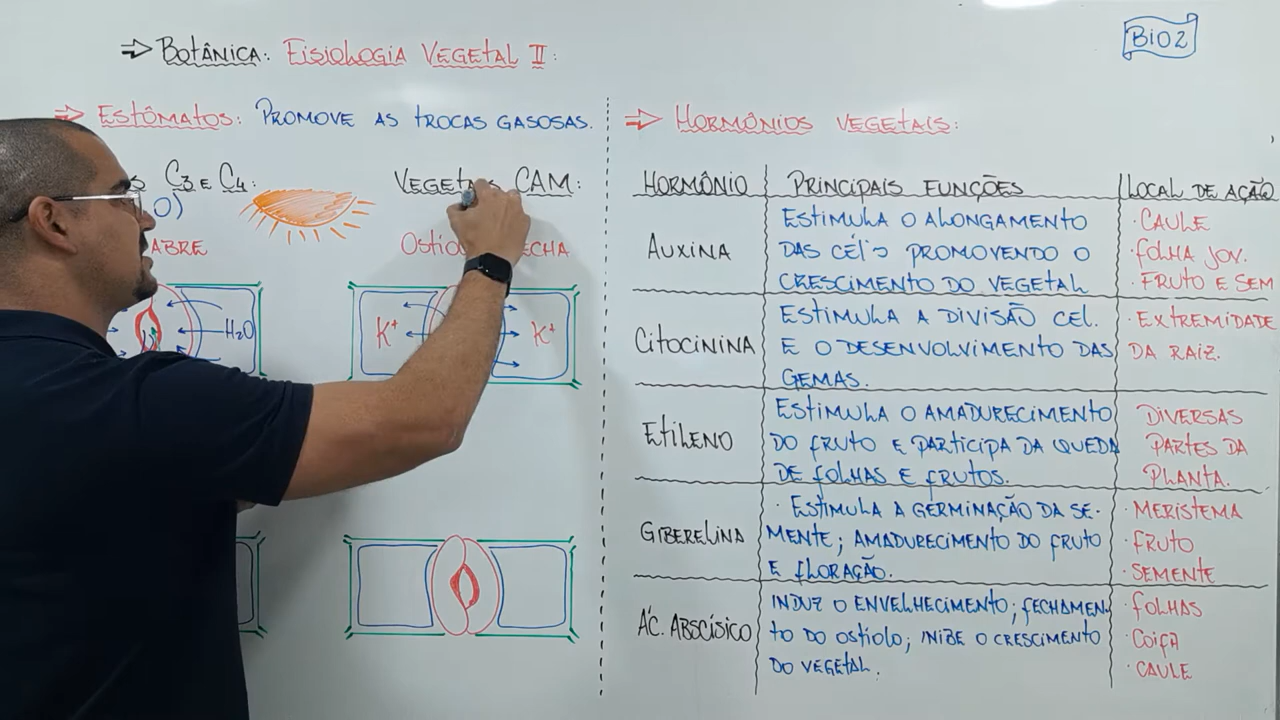 ⇒ Botânica: Fisiologia Vegetal II:
BiO2
⇒ Estômatos: Promove as trocas gasosas.
C3 e C4:
O)
ABRE
H2O
Vegetais CAM:
K+ K+
⇒ Hormônios vegetais:
Hormônio Principais funções Local de ação
Auxina
Estimula o alongamento
das cél's promovendo o
crescimento do vegetal
· Caule
· Folha jov.
· Fruto e sem
Citocinina
Estimula a divisão cel.
e o desenvolvimento das
gemas.
· Extremidade
da raiz.
Etileno
Estimula o amadurecimento
do fruto e participa da queda
de folhas e frutos.
Diversas
partes da
planta.
Giberelina
· Estimula a germinação da se-
mente; amadurecimento do fruto
e floração.
· Meristema
· Fruto
· Semente
Ác. Abscísico
Induz o envelhecimento; fechamen-
to do ostíolo; inibe o crescimento
do vegetal.
· Folhas
· Coifa
· Caule